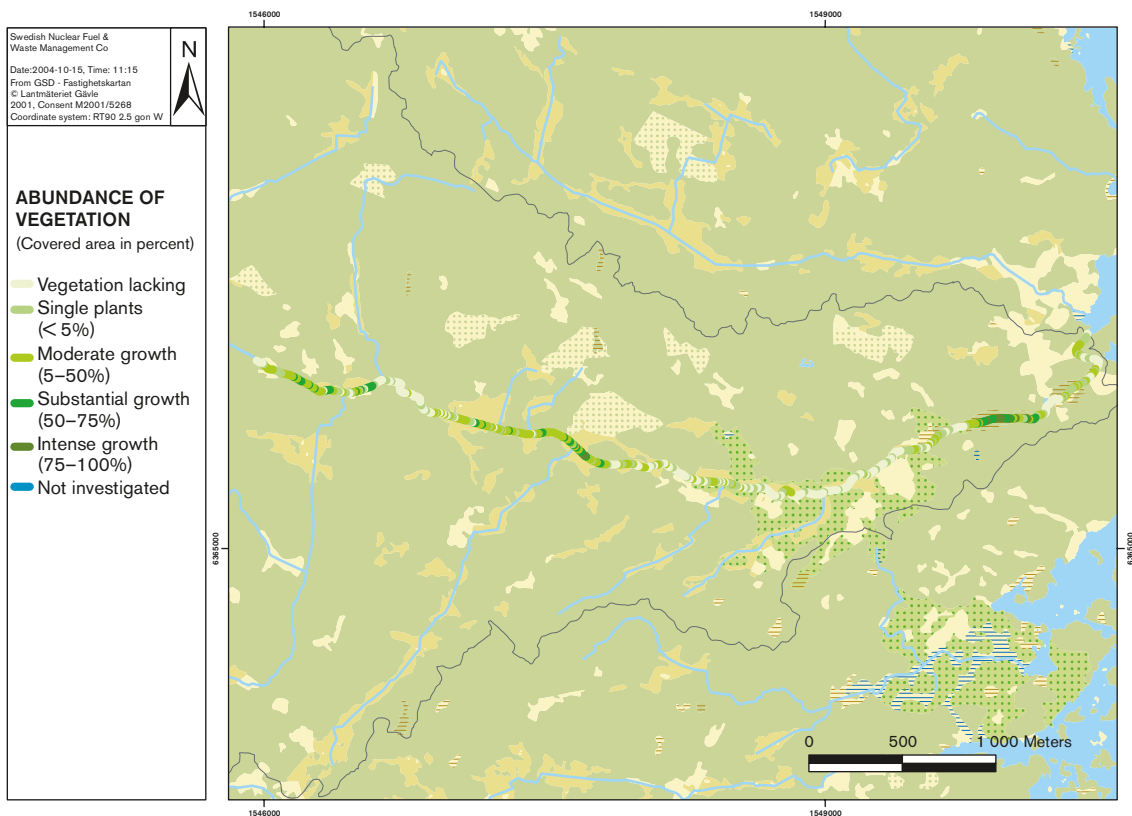 1546000
1549000
Swedish Nuclear Fuel &
Waste Management Co
Date:2004-10-15, Time: 11:15
From GSD - Fastighetskartan
© Lantmäteriet Gävle
2001, Consent M2001/5268
Coordinate system: RT90 2.5 gon W
N
ABUNDANCE OF
VEGETATION
(Covered area in percent)
Vegetation lacking
Single plants
(< 5%)
Moderate growth
(5–50%)
Substantial growth
(50–75%)
Intense growth
(75–100%)
Not investigated
6365000
6365000
0 500 1 000 Meters
1546000
1549000